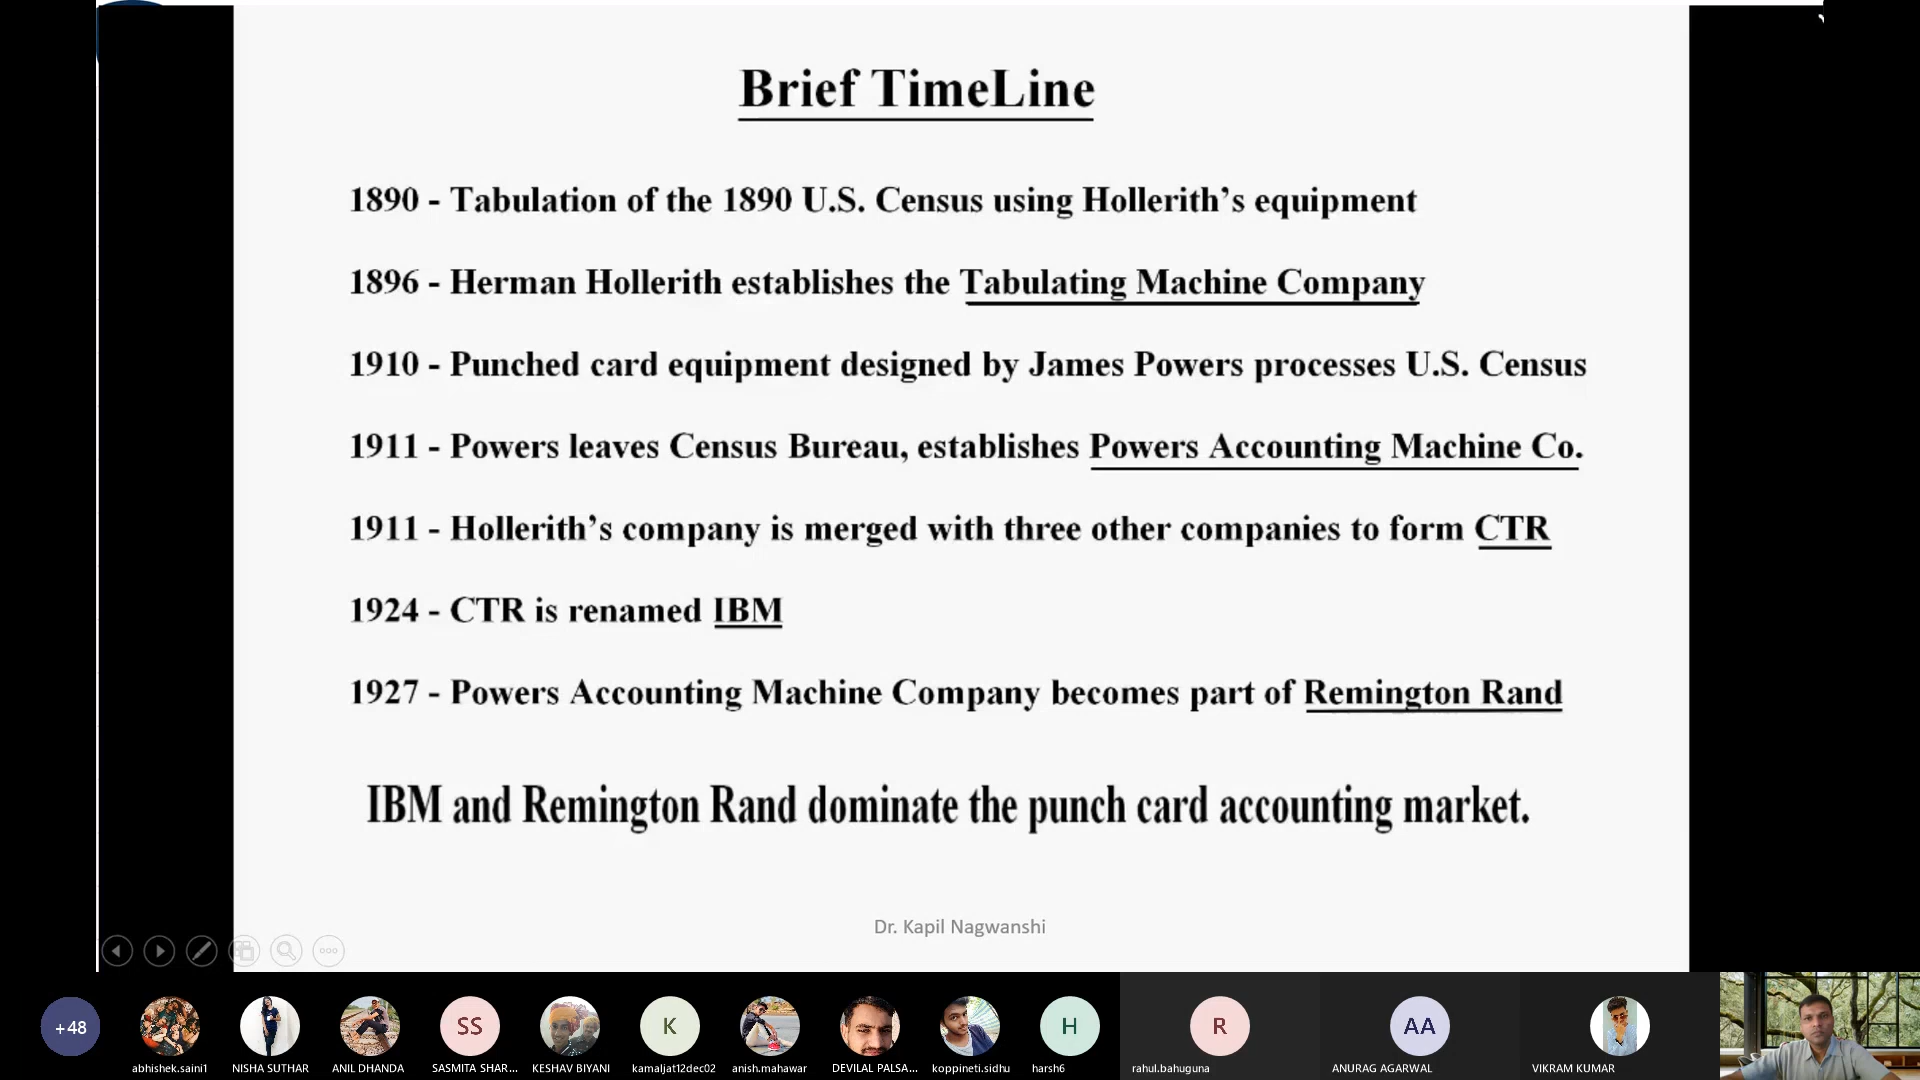 Brief TimeLine
1890 - Tabulation of the 1890 U.S. Census using Hollerith’s equipment
1896 - Herman Hollerith establishes the Tabulating Machine Company
1910 - Punched card equipment designed by James Powers processes U.S. Census
1911 - Powers leaves Census Bureau, establishes Powers Accounting Machine Co.
1911 - Hollerith’s company is merged with three other companies to form CTR
1924 - CTR is renamed IBM
1927 - Powers Accounting Machine Company becomes part of Remington Rand
IBM and Remington Rand dominate the punch card accounting market.
Dr. Kapil Nagwanshi
+48 SS K H R AA
abhishek.saini1 NISHA SUTHAR ANIL DHANDA SASMITA SHAR... KESHAV BIYANI kamaljat12dec02 anish.mahawar DEVILAL PALSA... koppineti.sidhu harsh6 rahul.bahuguna ANURAG AGARWAL VIKRAM KUMAR